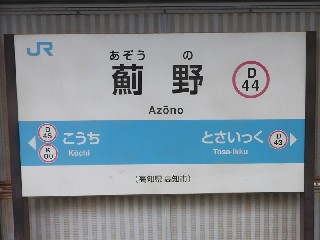 JR
あぞう の
薊 野
Azōno
D
44
D
45
K
00
こうち
Kōchi
とさいっく
Tosa-Ikku
D
43
(高知県高知市)